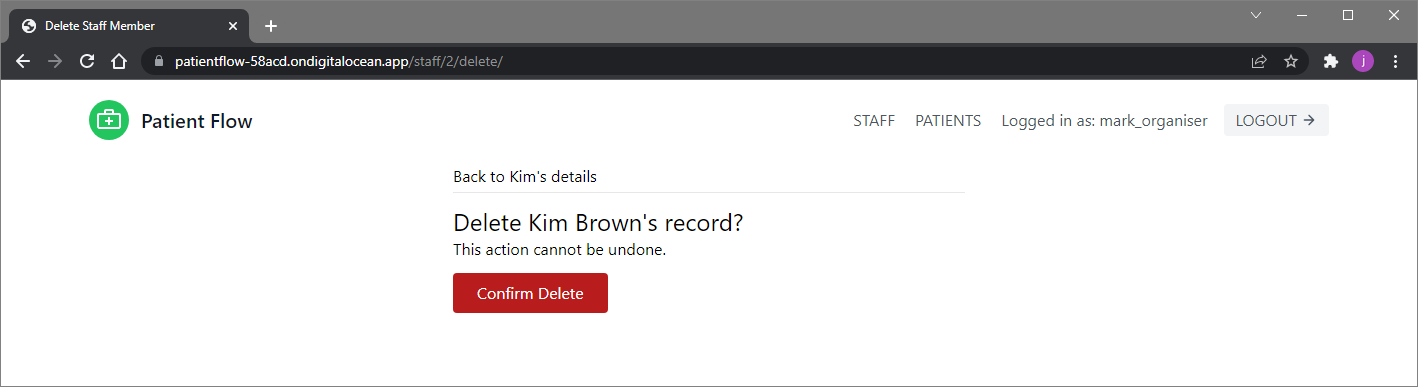 Delete Staff Member
patientflow-58acd.ondigitalocean.app/staff/2/delete/
j
Patient Flow
STAFF PATIENTS Logged in as: mark_organiser LOGOUT →
Back to Kim's details
Delete Kim Brown's record?
This action cannot be undone.
Confirm Delete